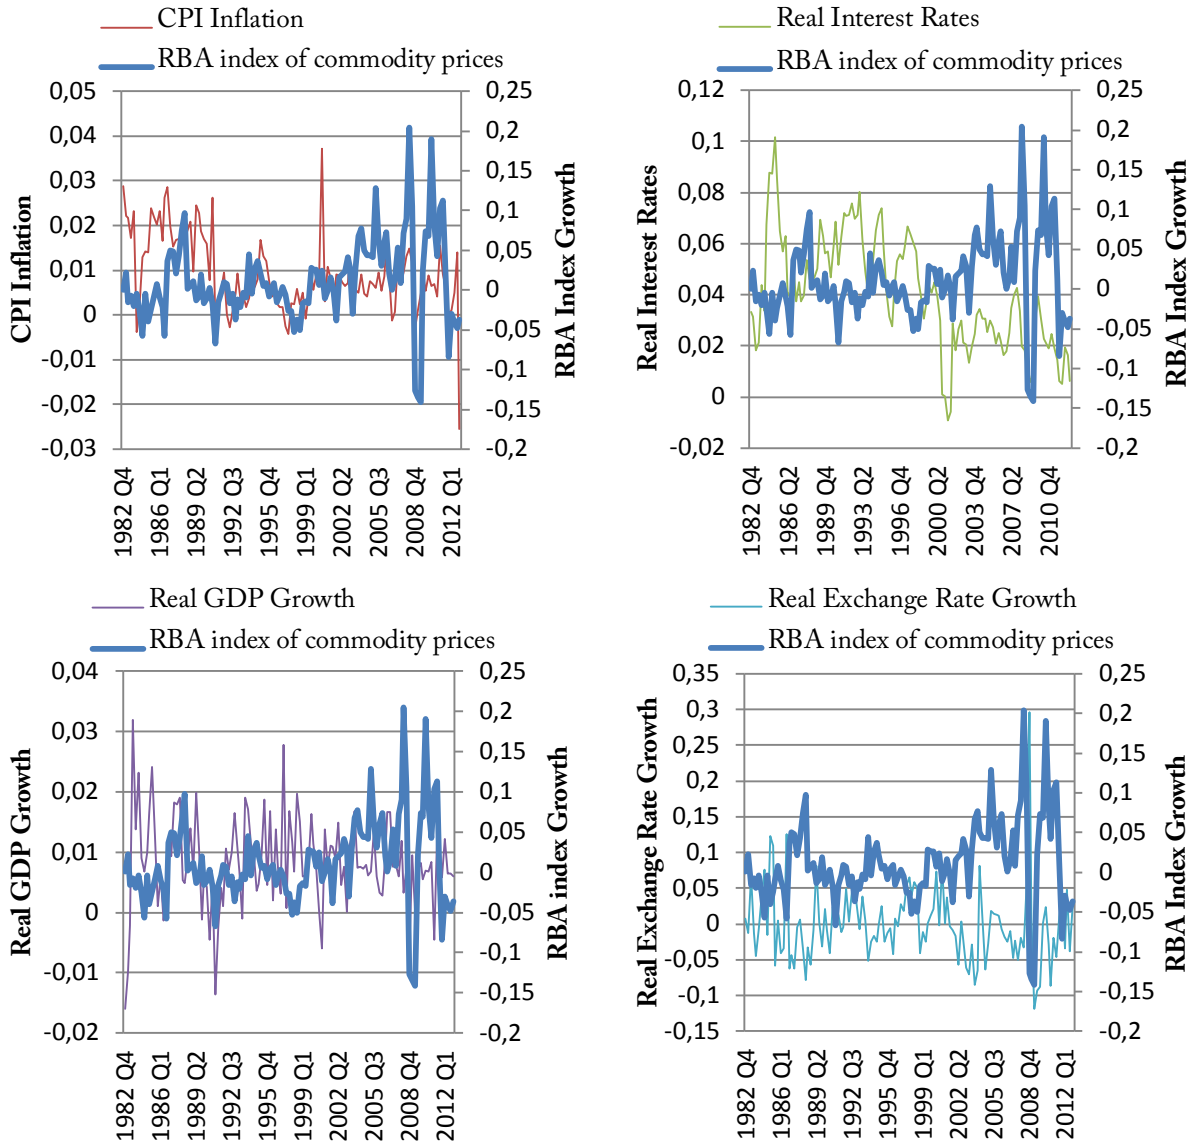 CPI Inflation
RBA index of commodity prices
0,05
0,04
0,03
0,02
0,01
0
-0,01
-0,02
-0,03
CPI Inflation
0,25
0,2
0,15
0,1
0,05
0
-0,05
-0,1
-0,15
-0,2
RBA Index Growth
1982 Q4
1986 Q1
1989 Q2
1992 Q3
1995 Q4
1999 Q1
2002 Q2
2005 Q3
2008 Q4
2012 Q1
Real Interest Rates
RBA index of commodity prices
0,12
0,1
0,08
0,06
0,04
0,02
0
-0,02
Real Interest Rates
0,25
0,2
0,15
0,1
0,05
0
-0,05
-0,1
-0,15
-0,2
RBA Index Growth
1982 Q4
1986 Q2
1989 Q4
1993 Q2
1996 Q4
2000 Q2
2003 Q4
2007 Q2
2010 Q4
Real GDP Growth
RBA index of commodity prices
0,04
0,03
0,02
0,01
0
-0,01
-0,02
Real GDP Growth
0,25
0,2
0,15
0,1
0,05
0
-0,05
-0,1
-0,15
-0,2
RBA index Growth
1982 Q4
1986 Q1
1989 Q2
1992 Q3
1995 Q4
1999 Q1
2002 Q2
2005 Q3
2008 Q4
2012 Q1
Real Exchange Rate Growth
RBA index of commodity prices
0,35
0,3
0,25
0,2
0,15
0,1
0,05
0
-0,05
-0,1
-0,15
Real Exchange Rate Growth
0,25
0,2
0,15
0,1
0,05
0
-0,05
-0,1
-0,15
-0,2
RBA Index Growth
1982 Q4
1986 Q1
1989 Q2
1992 Q3
1995 Q4
1999 Q1
2002 Q2
2005 Q3
2008 Q4
2012 Q1